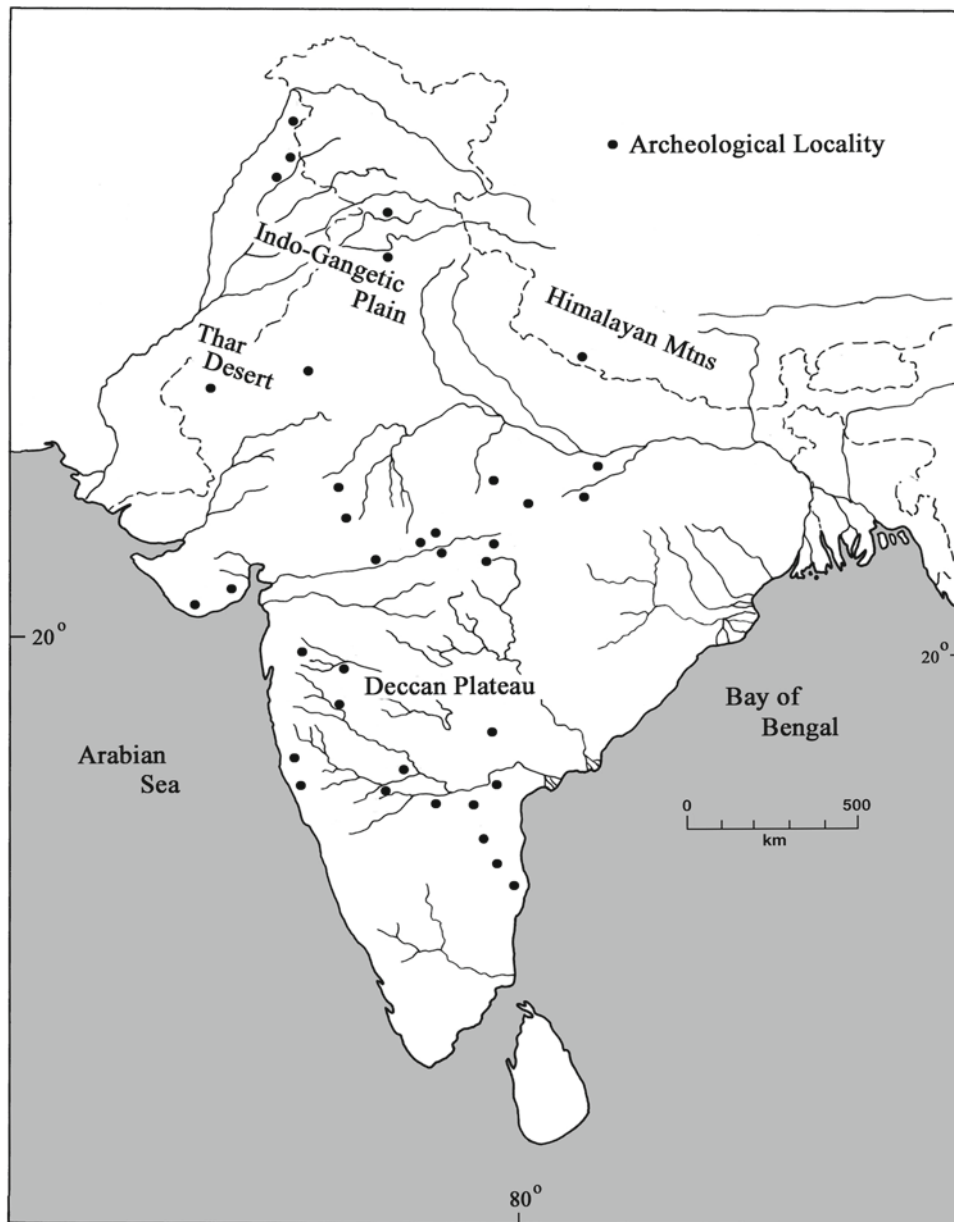 • Archeological Locality
Indo-Gangetic
Plain
Himalayan Mtns
Thar
Desert
20°
20°
Deccan Plateau
Bay of
Bengal
Arabian
Sea
0 500
km
80°